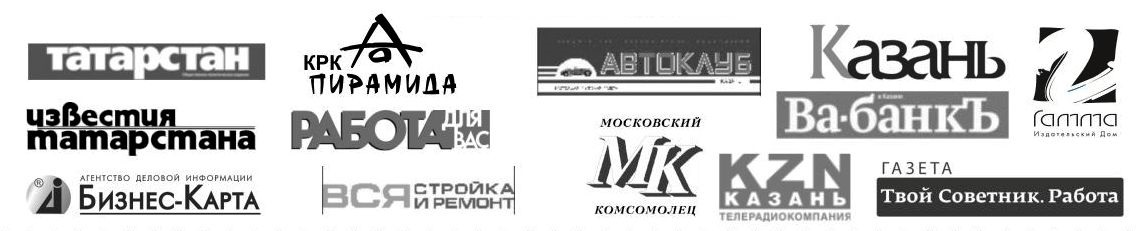 татарстан
КРК
ПИРАМИДА
АВТОКЛУБ
Казань
гамма
Издательский Дом
известия
татарстана
РАБОТА ДЛЯ
ВАС
в Казани
Ва-банкЪ
МОСКОВСКИЙ
МК
КОМСОМОЛЕЦ
АГЕНТСТВО ДЕЛОВОЙ ИНФОРМАЦИИ
® БИЗНЕС-КАРТА
ВСЯ СТРОЙКА
И РЕМОНТ
KZN
КАЗАНЬ
ТЕЛЕРАДИОКОМПАНИЯ
ГАЗЕТА
Твой Советник. Работа